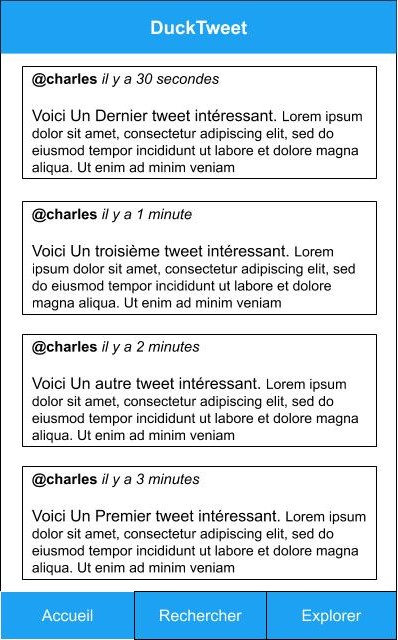 DuckTweet
@charles il y a 30 secondes
Voici Un Dernier tweet intéressant. Lorem ipsum
dolor sit amet, consectetur adipiscing elit, sed do
eiusmod tempor incididunt ut labore et dolore magna
aliqua. Ut enim ad minim veniam
@charles il y a 1 minute
Voici Un troisième tweet intéressant. Lorem
ipsum dolor sit amet, consectetur adipiscing elit, sed
do eiusmod tempor incididunt ut labore et dolore
magna aliqua. Ut enim ad minim veniam
@charles il y a 2 minutes
Voici Un autre tweet intéressant. Lorem ipsum
dolor sit amet, consectetur adipiscing elit, sed do
eiusmod tempor incididunt ut labore et dolore magna
aliqua. Ut enim ad minim veniam
@charles il y a 3 minutes
Voici Un Premier tweet intéressant. Lorem ipsum
dolor sit amet, consectetur adipiscing elit, sed do
eiusmod tempor incididunt ut labore et dolore magna
aliqua. Ut enim ad minim veniam
Accueil Rechercher Explorer